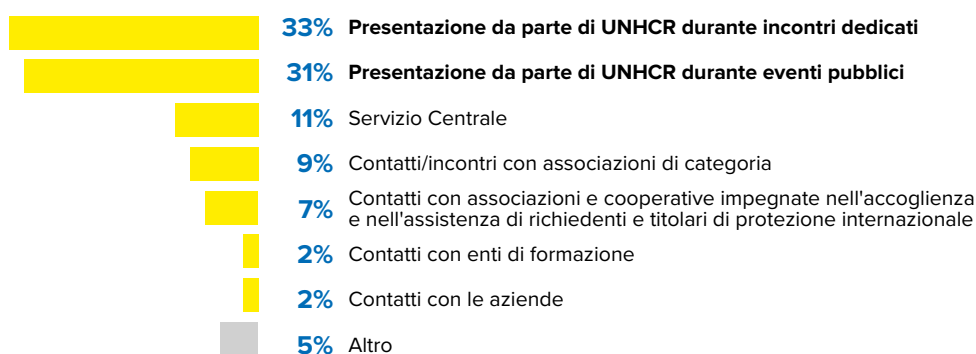 33% Presentazione da parte di UNHCR durante incontri dedicati
31% Presentazione da parte di UNHCR durante eventi pubblici
11% Servizio Centrale
9% Contatti/incontri con associazioni di categoria
7% Contatti con associazioni e cooperative impegnate nell'accoglienza
e nell'assistenza di richiedenti e titolari di protezione internazionale
2% Contatti con enti di formazione
2% Contatti con le aziende
5% Altro